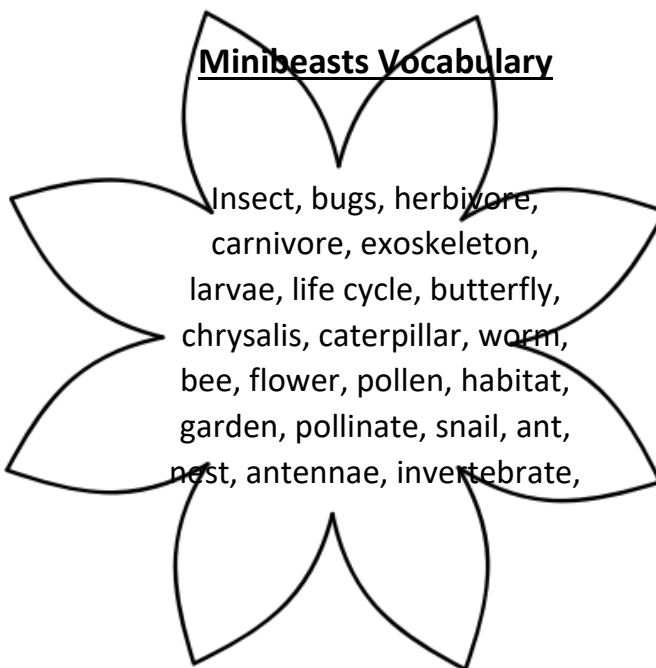 Minibeasts Vocabulary
Insect, bugs, herbivore,
carnivore, exoskeleton,
larvae, life cycle, butterfly,
chrysalis, caterpillar, worm,
bee, flower, pollen, habitat,
garden, pollinate, snail, ant,
nest, antennae, invertebrate,